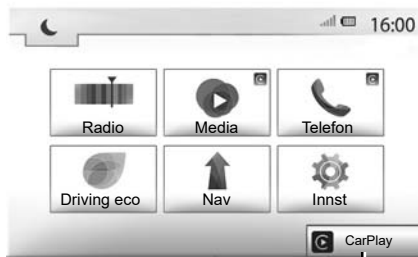 16:00
Radio
Media
Telefon
Driving eco
Nav
Innst
CarPlay